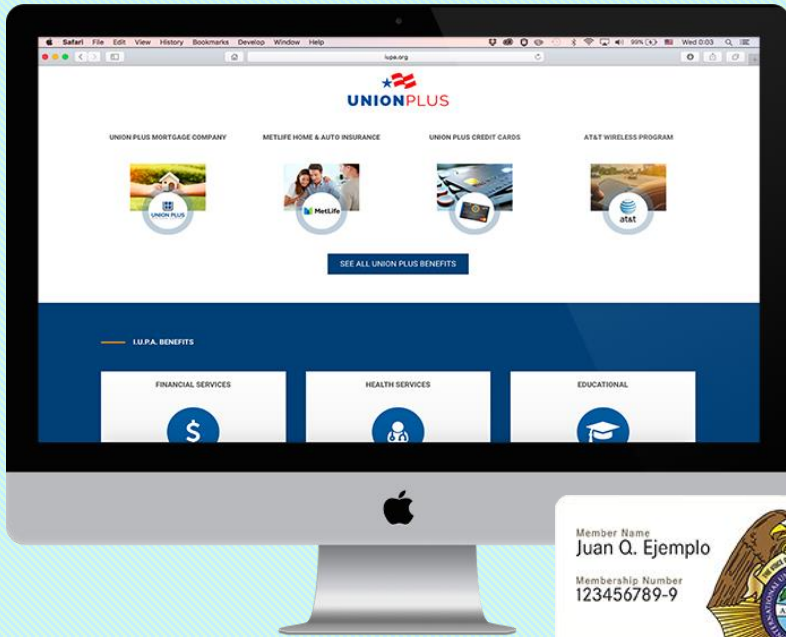 Safari File Edit View History Bookmarks Develop Window Help 99% Wed 0:03
iupa.org
UNIONPLUS
UNION PLUS MORTGAGE COMPANY
METLIFE HOME & AUTO INSURANCE
UNION PLUS CREDIT CARDS
AT&T WIRELESS PROGRAM
UNION PLUS
MetLife
at&t
SEE ALL UNION PLUS BENEFITS
I.U.P.A. BENEFITS
FINANCIAL SERVICES
HEALTH SERVICES
EDUCATIONAL
$
Member Name
Juan Q. Ejemplo
Membership Number
123456789-9